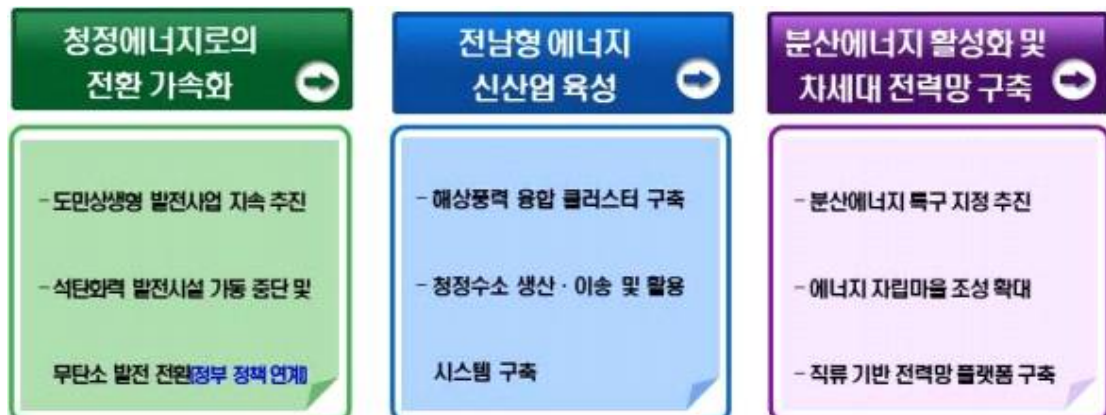 청정에너지로의
전환 가속화
- 도민상생형 발전사업 지속 추진
- 석탄화력 발전시설 가동 중단 및
무탄소 발전 전환(정부 정책 연계)
전남형 에너지
신산업 육성
- 해상풍력 융합 클러스터 구축
- 청정수소 생산 · 이송 및 활용
시스템 구축
분산에너지 활성화 및
차세대 전력망 구축
- 분산에너지 특구 지정 추진
- 에너지 자립마을 조성 확대
- 직류 기반 전력망 플랫폼 구축